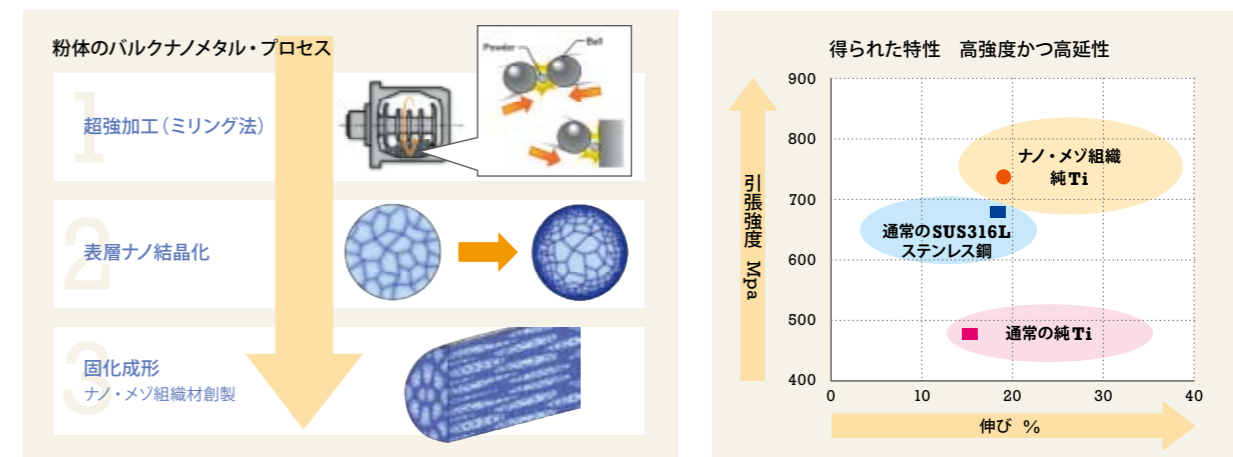 粉体のバルクナノメタル・プロセス
1
超強加工（ミリング法）
Powder
Ball
2
表層ナノ結晶化
3
固化成形
ナノ・メゾ組織材創製
得られた特性　高強度かつ高延性
引張強度　Mpa
900
800
700
600
500
400
ナノ・メゾ組織
純Ti
通常のSUS316L
ステンレス鋼
通常の純Ti
0 10 20 30 40
伸び　%